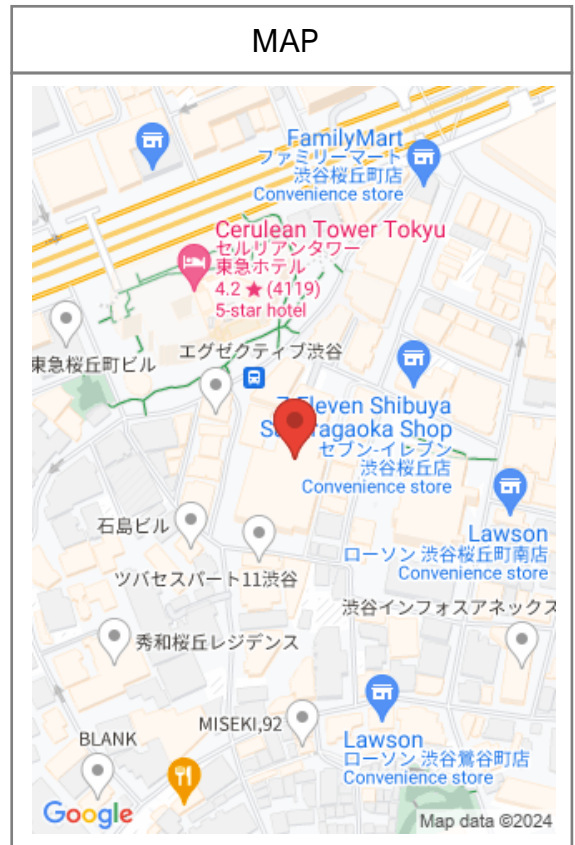 MAP
FamilyMart
ファミリーマート
渋谷桜丘町店
Convenience store
Cerulean Tower Tokyu
セルリアンタワー
東急ホテル
4.2 ★ (4119)
5-star hotel
東急桜丘町ビル
エグゼクティブ渋谷
Eleven Shibuya
ragaoka Shop
セブン-イレブン
渋谷桜丘店
Convenience store
石島ビル
Lawson
ローソン 渋谷桜丘町南店
Convenience store
ツバセスパート11渋谷
渋谷インフォスアネックス
秀和桜丘レジデンス
MISEKI,92
BLANK
Lawson
ローソン 渋谷鶯谷町店
Convenience store
Google
Map data ©2024